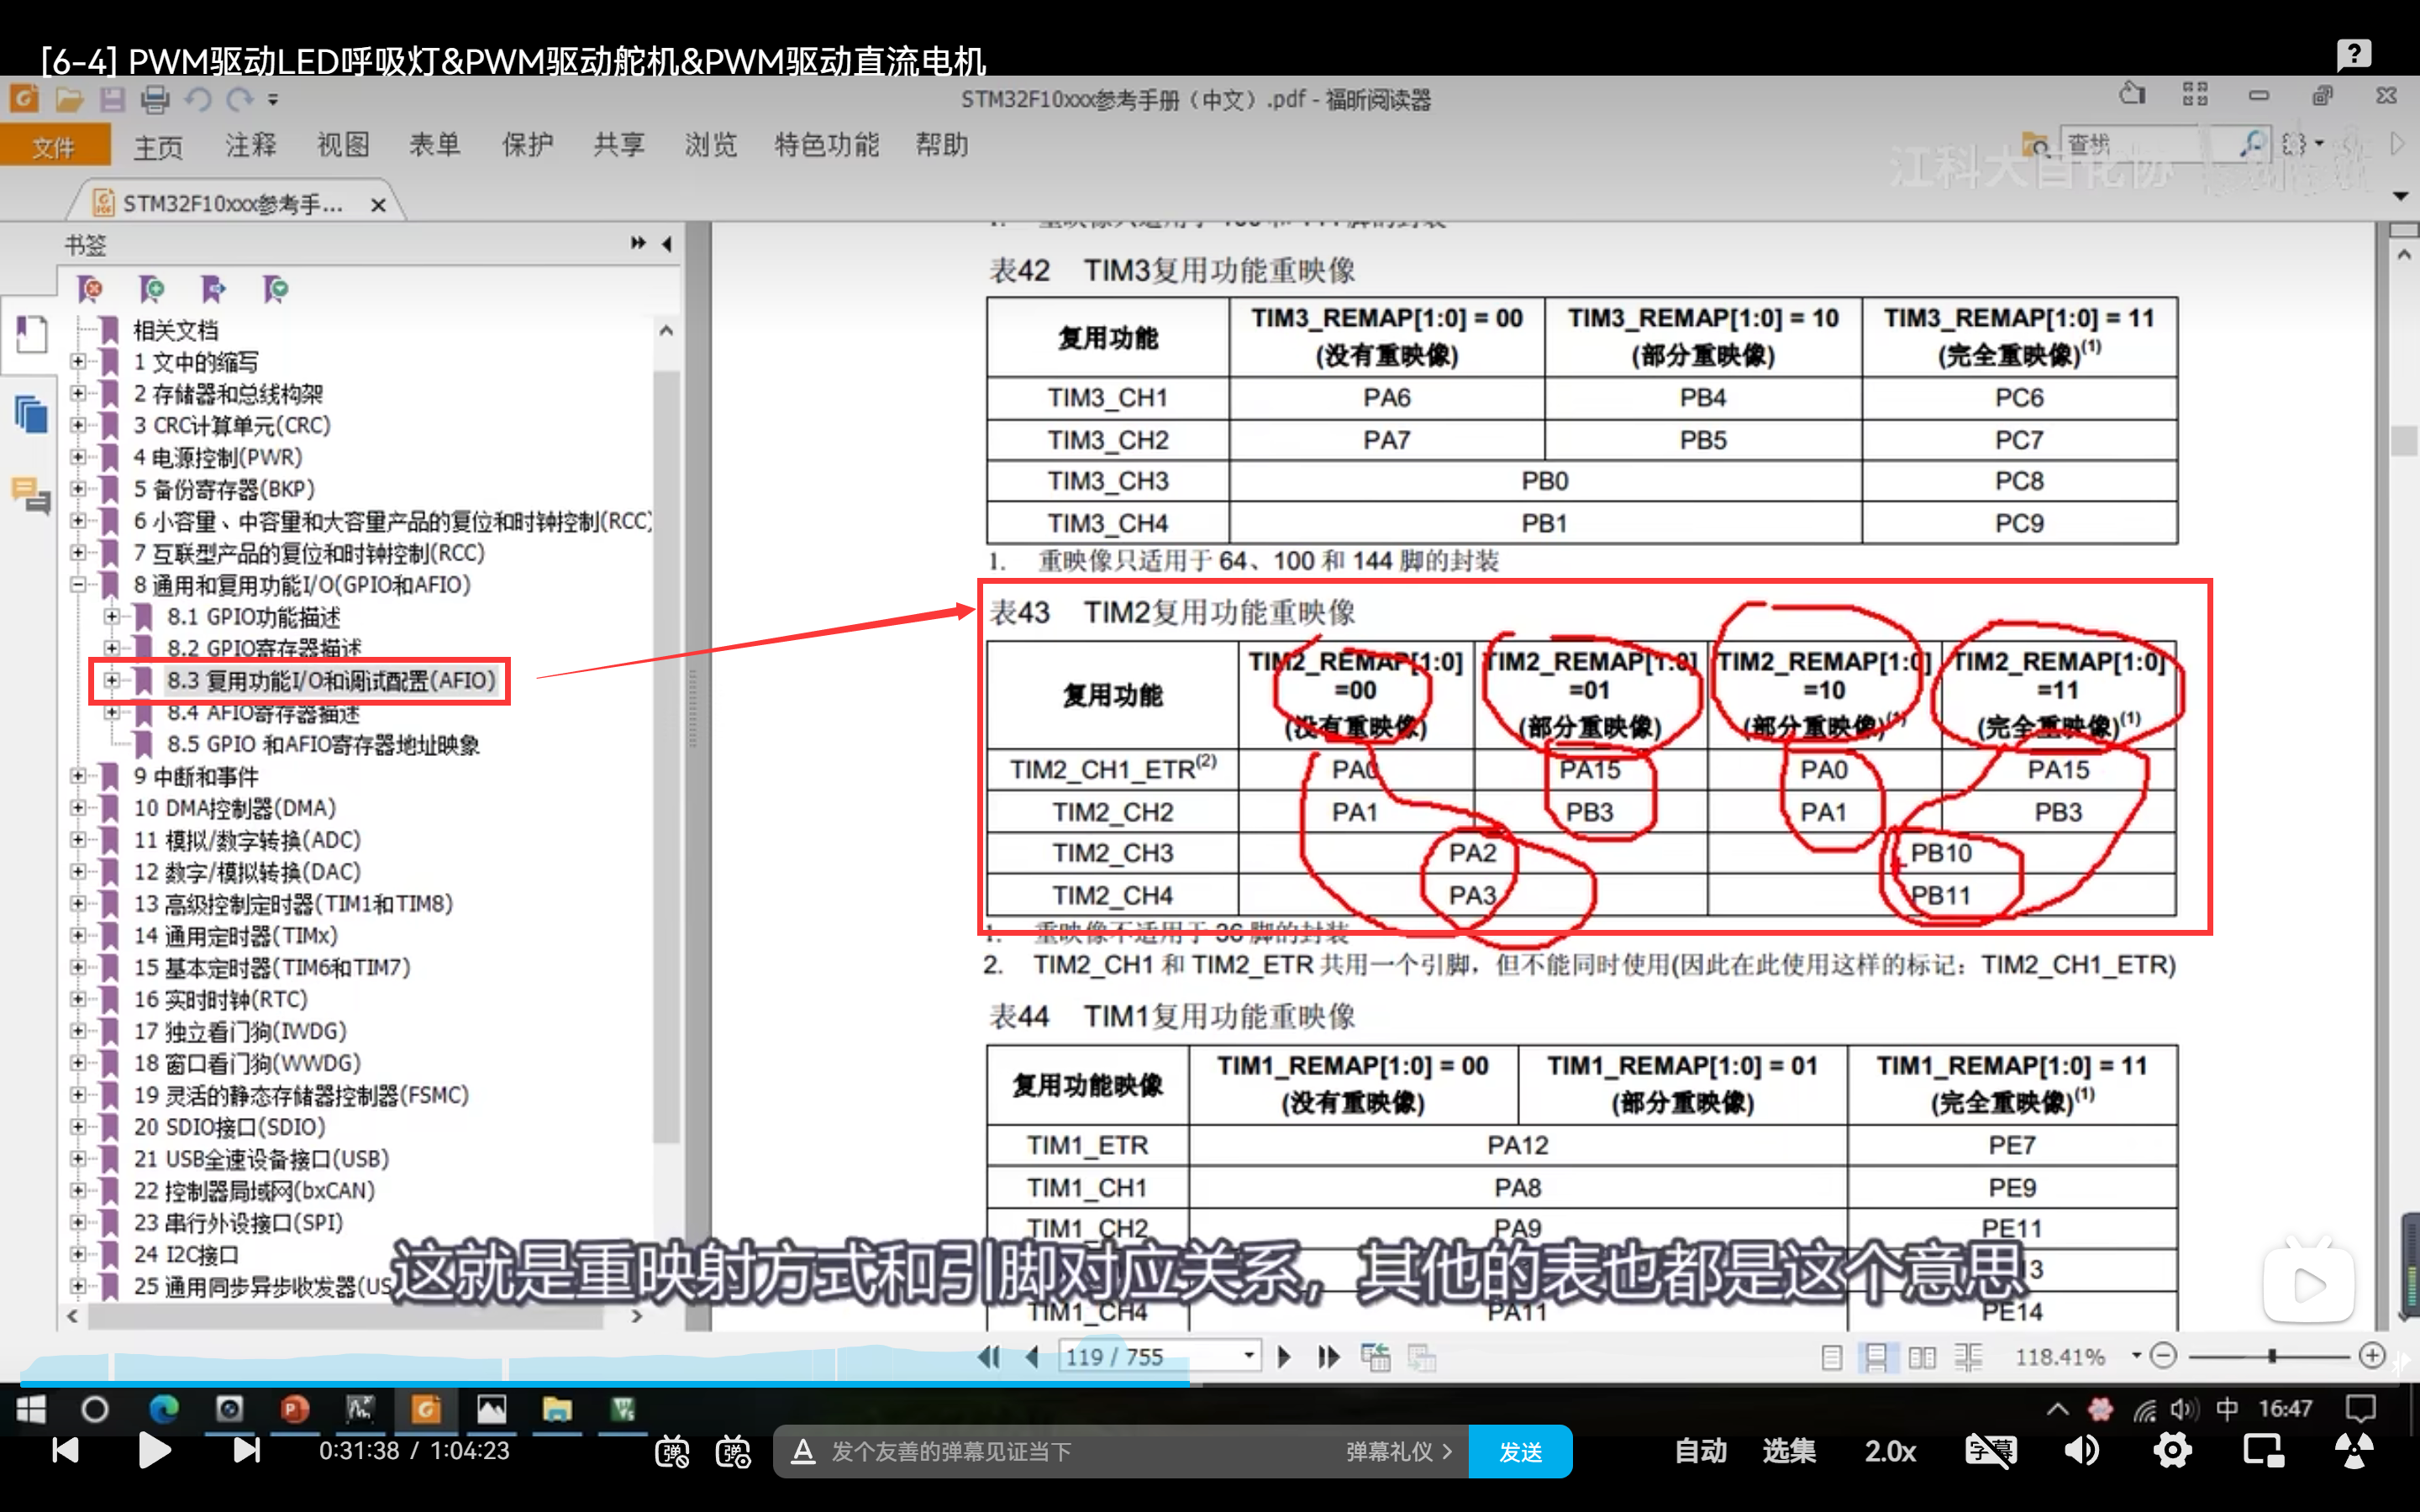 [6-4] PWM驱动LED呼吸灯&PWM驱动舵机&PWM驱动直流电机
STM32F10xxx参考手册（中文）.pdf - 福昕阅读器
文件 主页 注释 视图 表单 保护 共享 浏览 特色功能 帮助
查找
江科大自化协
STM32F10xxx参考手...
书签
相关文档
1 文中的缩写
2 存储器和总线构架
3 CRC计算单元(CRC)
4 电源控制(PWR)
5 备份寄存器(BKP)
6 小容量、中容量和大容量产品的复位和时钟控制(RCC)
7 互联型产品的复位和时钟控制(RCC)
8 通用和复用功能I/O(GPIO和AFIO)
8.1 GPIO功能描述
8.2 GPIO寄存器描述
8.3 复用功能I/O和调试配置(AFIO)
8.4 AFIO寄存器描述
8.5 GPIO 和AFIO寄存器地址映象
9 中断和事件
10 DMA控制器(DMA)
11 模拟/数字转换(ADC)
12 数字/模拟转换(DAC)
13 高级控制定时器(TIM1和TIM8)
14 通用定时器(TIMx)
15 基本定时器(TIM6和TIM7)
16 实时时钟(RTC)
17 独立看门狗(IWDG)
18 窗口看门狗(WWDG)
19 灵活的静态存储器控制器(FSMC)
20 SDIO接口(SDIO)
21 USB全速设备接口(USB)
22 控制器局域网(bxCAN)
23 串行外设接口(SPI)
24 I2C接口
25 通用同步异步收发器(US
表42 TIM3复用功能重映像
复用功能 TIM3_REMAP[1:0] = 00 (没有重映像) TIM3_REMAP[1:0] = 10 (部分重映像) TIM3_REMAP[1:0] = 11 (完全重映像)(1)
TIM3_CH1 PA6 PB4 PC6
TIM3_CH2 PA7 PB5 PC7
TIM3_CH3 PB0 PC8
TIM3_CH4 PB1 PC9
1. 重映像只适用于 64、100 和 144 脚的封装
表43 TIM2复用功能重映像
复用功能 TIM2_REMAP[1:0] =00 (没有重映像) TIM2_REMAP[1:0] =01 (部分重映像) TIM2_REMAP[1:0] =10 (部分重映像)(1) TIM2_REMAP[1:0] =11 (完全重映像)(1)
TIM2_CH1_ETR(2) PA0 PA15 PA0 PA15
TIM2_CH2 PA1 PB3 PA1 PB3
TIM2_CH3 PA2 PB10
TIM2_CH4 PA3 PB11
1. 重映像不适用于 36 脚的封装
2. TIM2_CH1 和 TIM2_ETR 共用一个引脚，但不能同时使用(因此在此使用这样的标记：TIM2_CH1_ETR)
表44 TIM1复用功能重映像
复用功能映像 TIM1_REMAP[1:0] = 00 (没有重映像) TIM1_REMAP[1:0] = 01 (部分重映像) TIM1_REMAP[1:0] = 11 (完全重映像)(1)
TIM1_ETR PA12 PE7
TIM1_CH1 PA8 PE9
TIM1_CH2 PA9 PE11
TIM1_CH4 PA11 PE14
这就是重映射方式和引脚对应关系，其他的表也都是这个意思
119 / 755
118.41%
中 16:47
0:31:38 / 1:04:23
发个友善的弹幕见证当下 弹幕礼仪 > 发送
自动 选集 2.0x 字幕